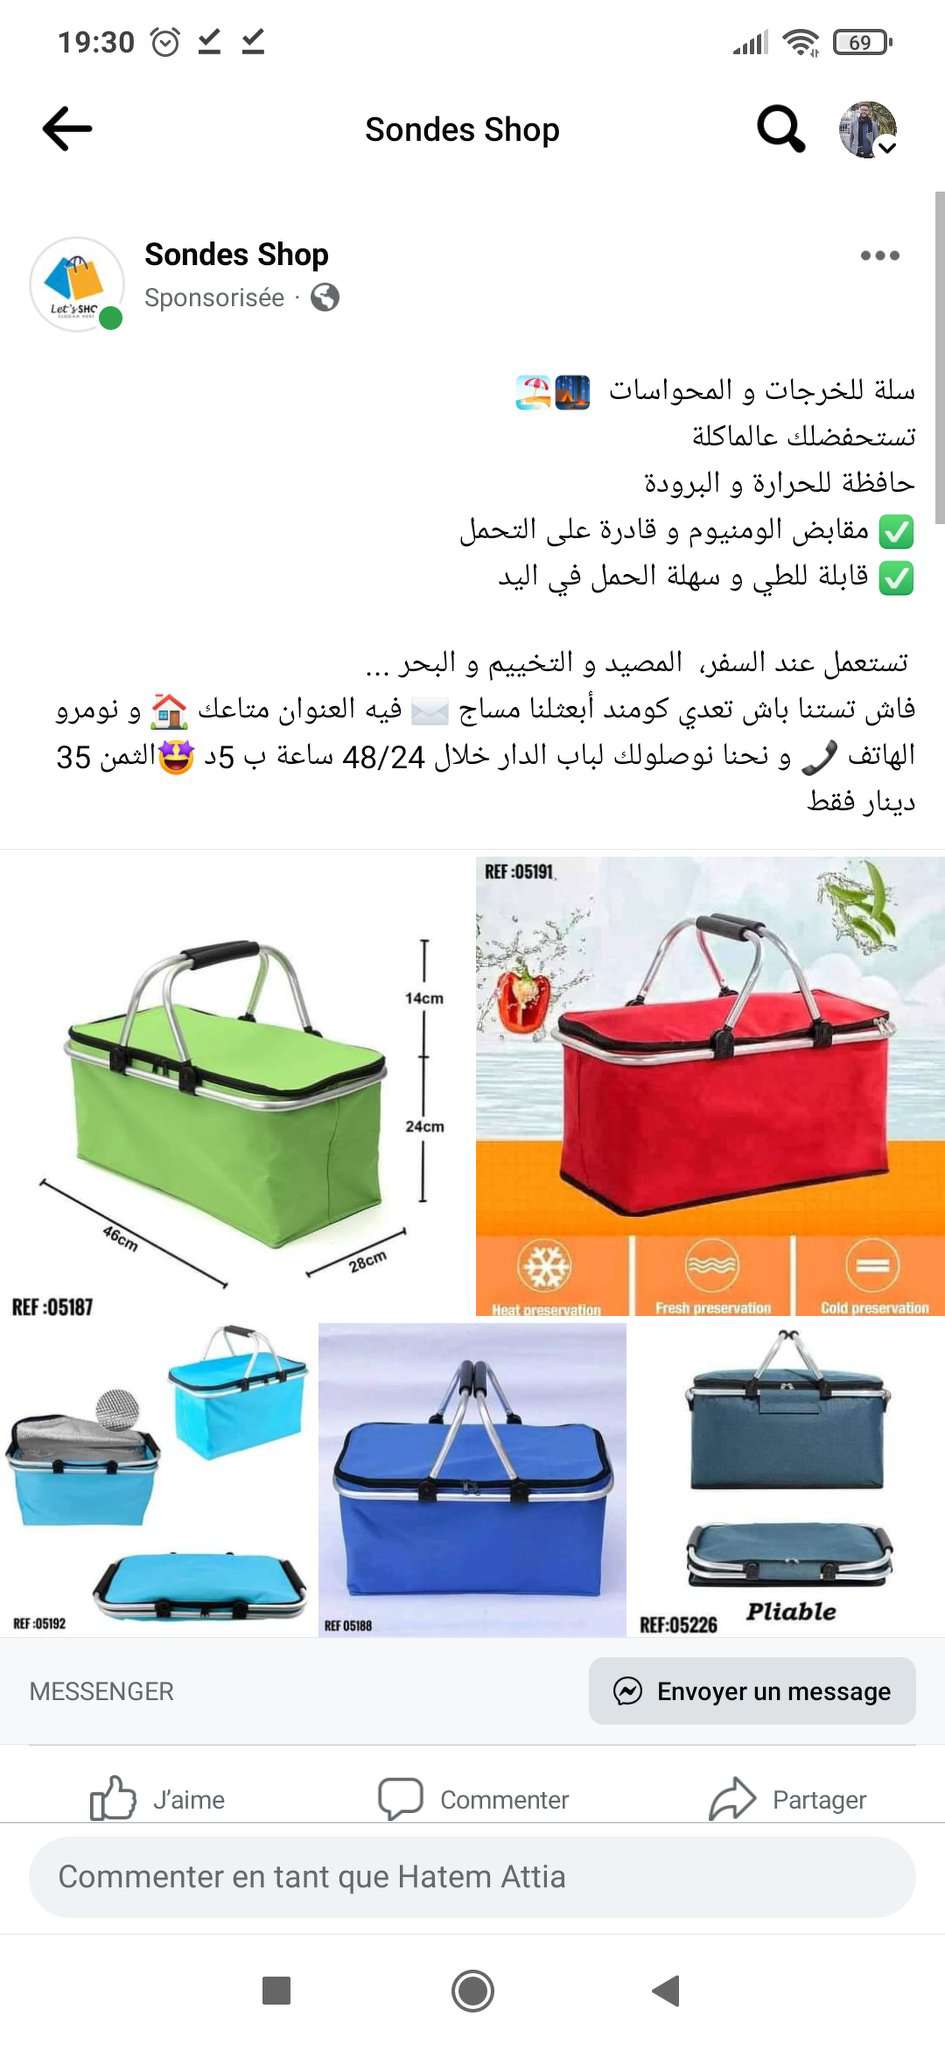 19:30
69
Sondes Shop
Sondes Shop
Sponsorisée ·
Let's SHO
سلة للخرجات و المحواسات 🌌🏖
تستحفضلك عالماكلة
حافظة للحرارة و البرودة
✅ مقابض الومنيوم و قادرة على التحمل
✅ قابلة للطي و سهلة الحمل في اليد
تستعمل عند السفر، المصيد و التخييم و البحر ...
فاش تستنا باش تعدي كومند أبعثلنا مساج ✉️ فيه العنوان متاعك 🏠 و نومرو
الهاتف 📞 و نحنا نوصلولك لباب الدار خلال 48/24 ساعة ب 5د 🤩الثمن 35
دينار فقط
14cm
24cm
46cm
28cm
REF :05187
REF :05191
Heat preservation
Fresh preservation
Cold preservation
REF :05192
REF 05188
Pliable
REF:05226
MESSENGER
Envoyer un message
J’aime
Commenter
Partager
Commenter en tant que Hatem Attia